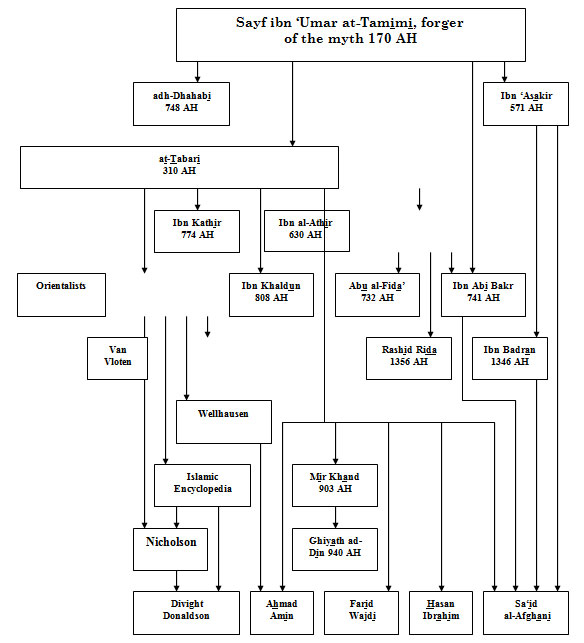 Sayf ibn ‘Umar at-Tamimi, forger
of the myth 170 AH
adh-Dhahabi
748 AH
Ibn ‘Asakir
571 AH
at-Tabari
310 AH
Ibn Kathir
774 AH
Ibn al-Athir
630 AH
Orientalists
Ibn Khaldun
808 AH
Abu al-Fida’
732 AH
Ibn Abi Bakr
741 AH
Van
Vloten
Rashid Rida
1356 AH
Ibn Badran
1346 AH
Wellhausen
Islamic
Encyclopedia
Mir Khand
903 AH
Nicholson
Ghiyath ad-
Din 940 AH
Divight
Donaldson
Ahmad
Amin
Farid
Wajdi
Hasan
Ibrahim
Sa‘id
al-Afghani